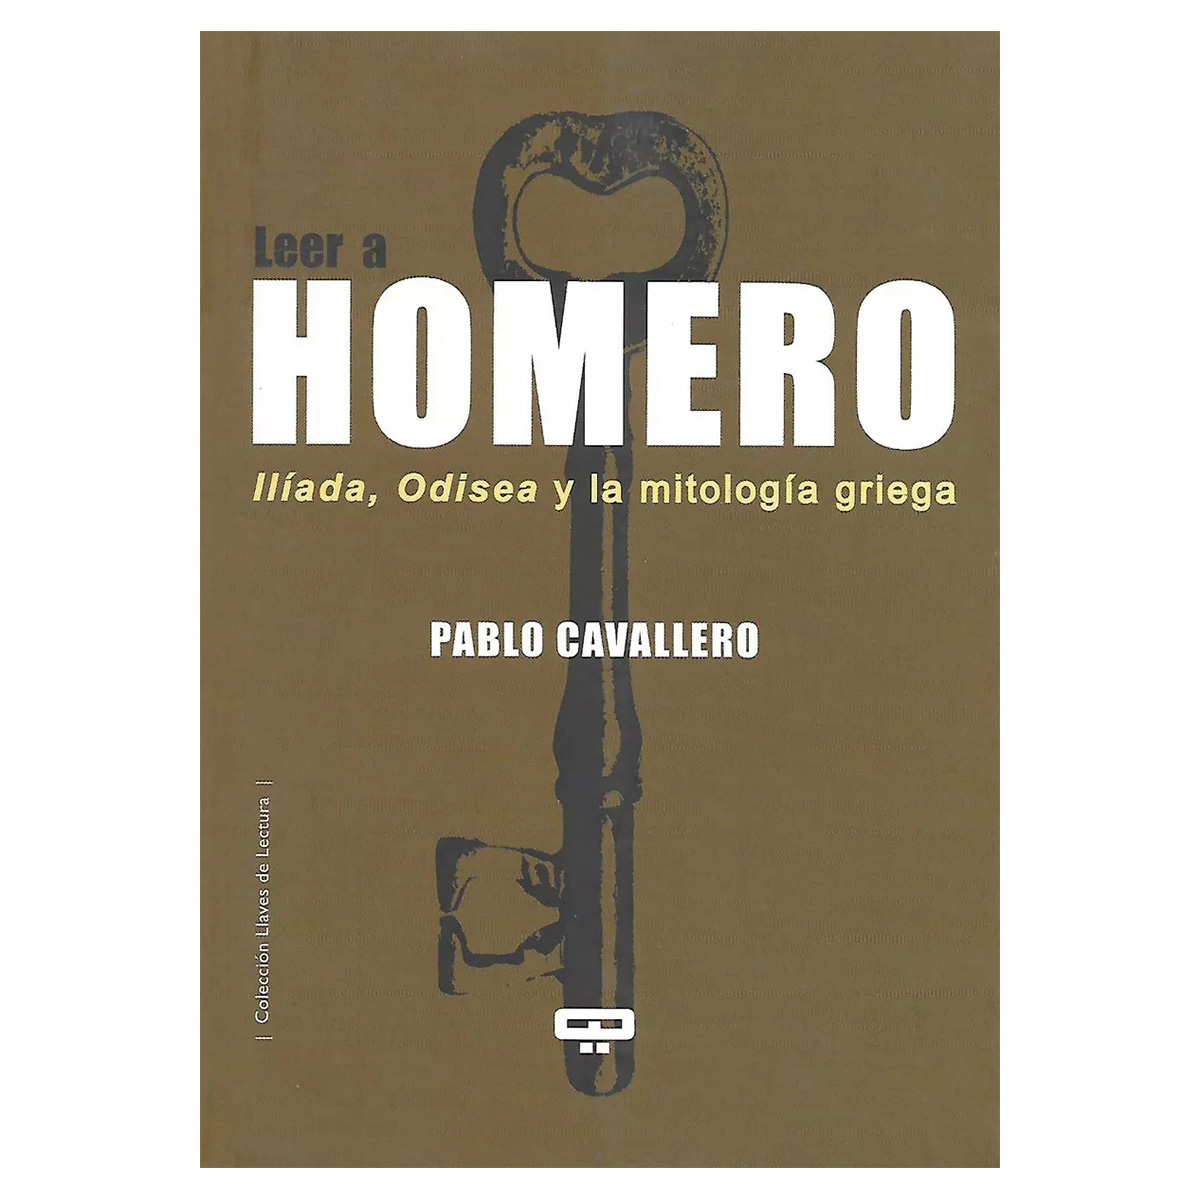 Leer a
HOMERO
Ilíada, Odisea y la mitología griega
PABLO CAVALLERO
| Colección Llaves de Lectura ||